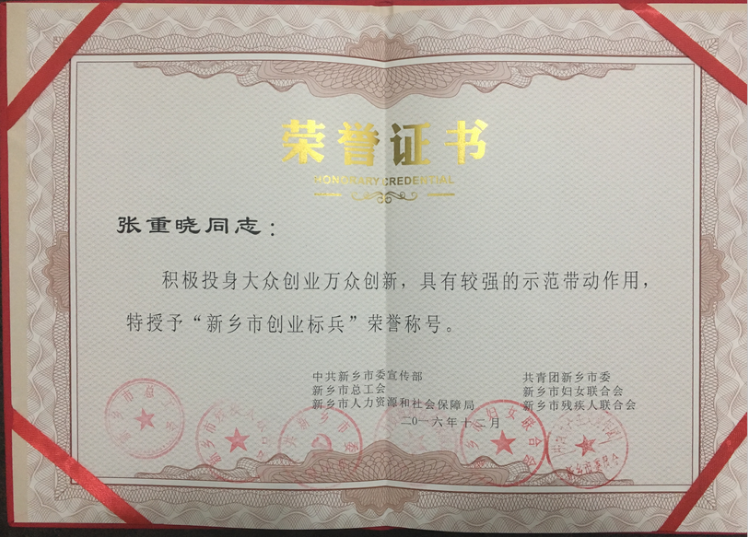 荣誉证书
HONORARY CREDENTIAL
张重晓同志：
积极投身大众创业万众创新，具有较强的示范带动作用，
特授予“新乡市创业标兵”荣誉称号。
中共新乡市委宣传部
新乡市总工会
新乡市人力资源和社会保障局
共青团新乡市委
新乡市妇女联合会
新乡市残疾人联合会
二〇一六年十二月